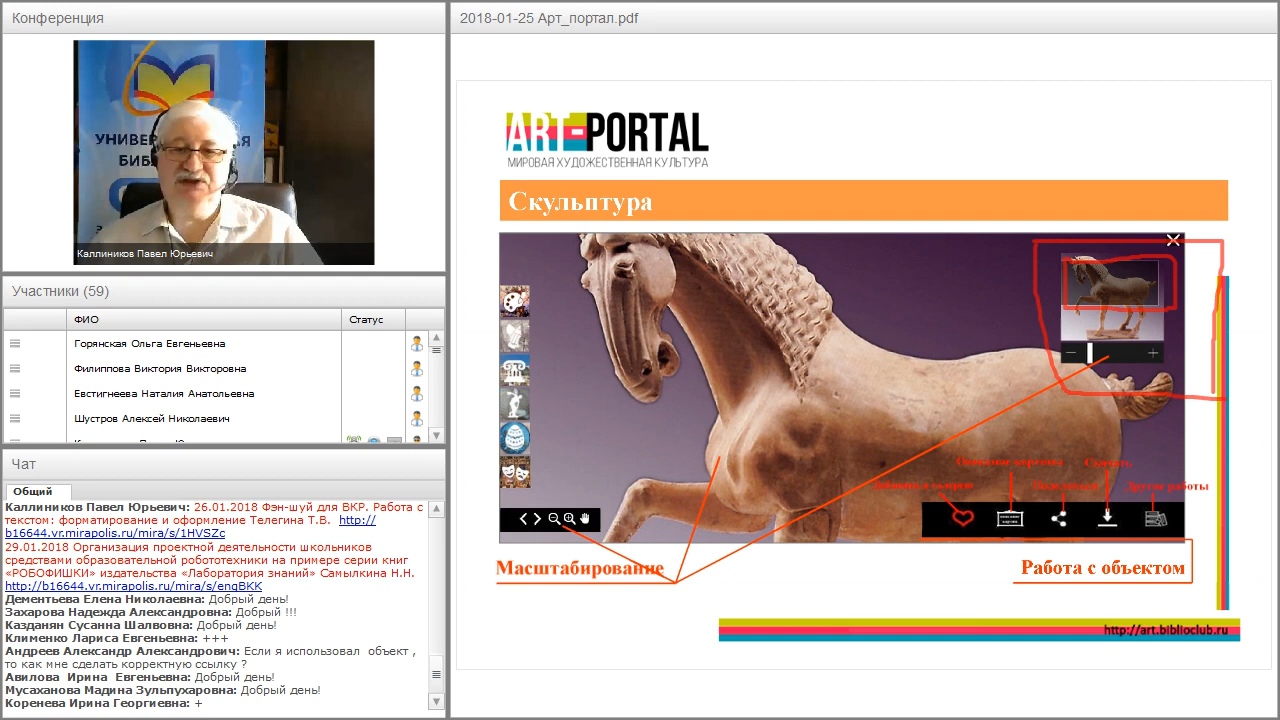 Конференция
УНИВЕР
АЯ
БИБЛ
Каллиников Павел Юрьевич
Участники (59)
ФИО
Статус
Горянская Ольга Евгеньевна
Филиппова Виктория Викторовна
Евстигнеева Наталия Анатольевна
Шустров Алексей Николаевич
Чат
Общий
Каллиников Павел Юрьевич: 26.01.2018 Фэн-шуй для ВКР. Работа с
текстом: форматирование и оформление Телегина Т.В. http://
b16644.vr.mirapolis.ru/mira/s/1HVSZc
29.01.2018 Организация проектной деятельности школьников
средствами образовательной робототехники на примере серии книг
«РОБОФИШКИ» издательства «Лаборатория знаний» Самылкина Н.Н.
http://b16644.vr.mirapolis.ru/mira/s/enqBKK
Дементьева Елена Николаевна: Добрый день!
Захарова Надежда Александровна: Добрый !!!
Казданян Сусанна Шалвовна: Добрый день!
Клименко Лариса Евгеньевна: +++
Андреев Александр Александрович: Если я использовал объект ,
то как мне сделать корректную ссылку ?
Авилова Ирина Евгеньевна: Добрый день!
Мусаханова Мадина Зульпухаровна: Добрый день!
Коренева Ирина Георгиевна: +
2018-01-25 Арт_портал.pdf
ART-PORTAL
МИРОВАЯ ХУДОЖЕСТВЕННАЯ КУЛЬТУРА
Скульптура
Скачать
Другие работы
Масштабирование
Работа с объектом
http://art.biblioclub.ru